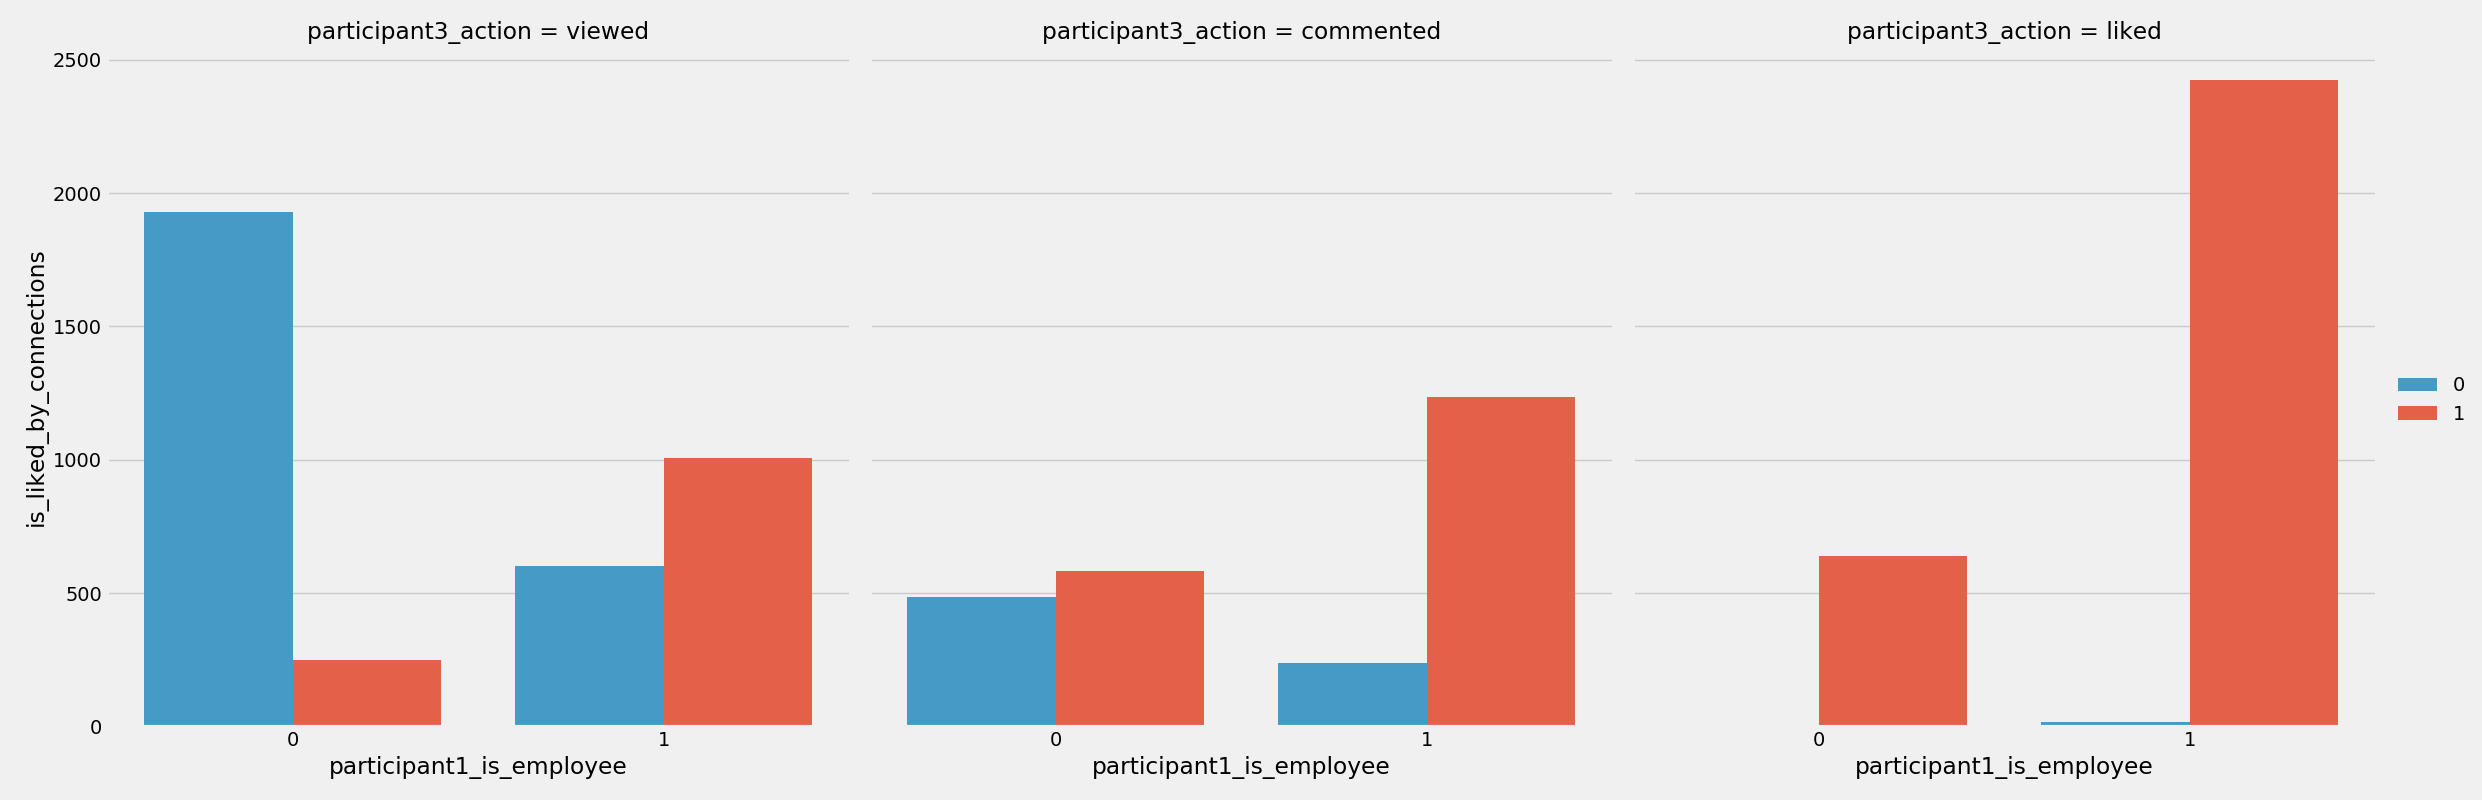 participant3_action = viewed
participant3_action = commented
participant3_action = liked
2500
2000
1500
1000
500
0
is_liked_by_connections
0
1
0
1
0
1
participant1_is_employee
participant1_is_employee
participant1_is_employee
0
1